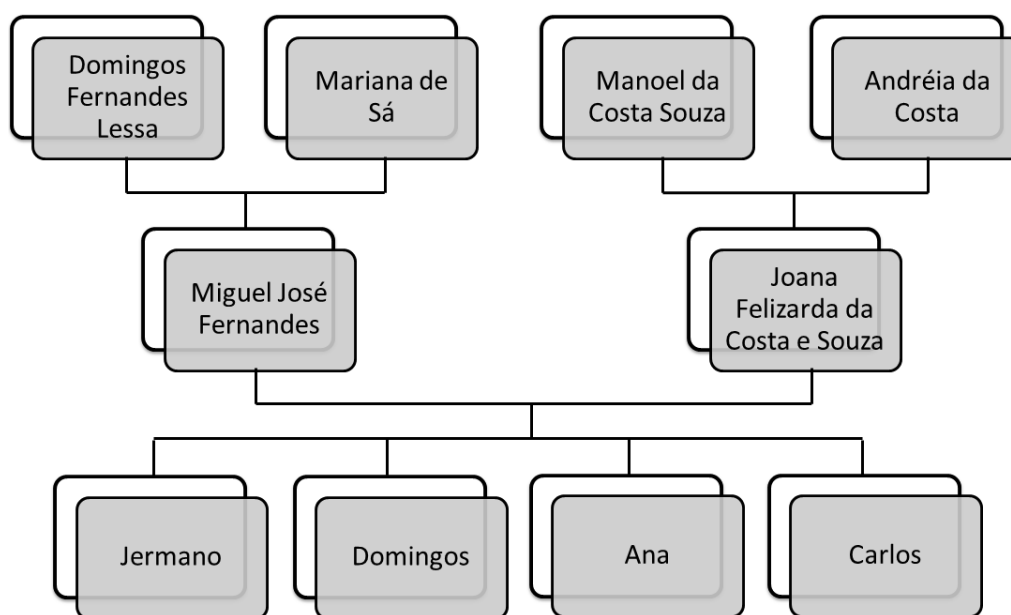 Domingos
Fernandes
Lessa
Mariana de
Sá
Manoel da
Costa Souza
Andréia da
Costa
Miguel José
Fernandes
Joana
Felizarda da
Costa e Souza
Jermano
Domingos
Ana
Carlos